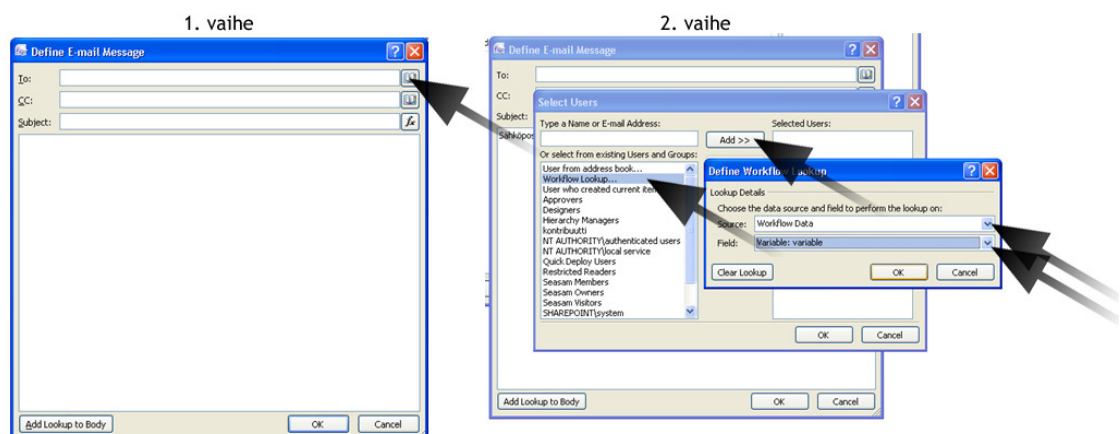 1. vaihe
Define E-mail Message
To:
CC:
Subject:
Add Lookup to Body
OK
Cancel
2. vaihe
Define E-mail Message
To:
CC:
Subject:
Select Users
Type a Name or E-mail Address:
Selected Users:
Add >>
Or select from existing Users and Groups:
User from address book...
Workflow Lookup...
User who created current item
Approvers
Designers
Hierarchy Managers
kontribuutti
NT AUTHORITY\authenticated users
NT AUTHORITY\local service
Quick Deploy Users
Restricted Readers
Seasam Members
Seasam Owners
Seasam Visitors
SHAREPOINT\system
Define Workflow Lookup
Lookup Details
Choose the data source and field to perform the lookup on:
Source: Workflow Data
Field: Variable: variable
Clear Lookup
OK
Cancel
OK
Cancel
Add Lookup to Body
OK
Cancel